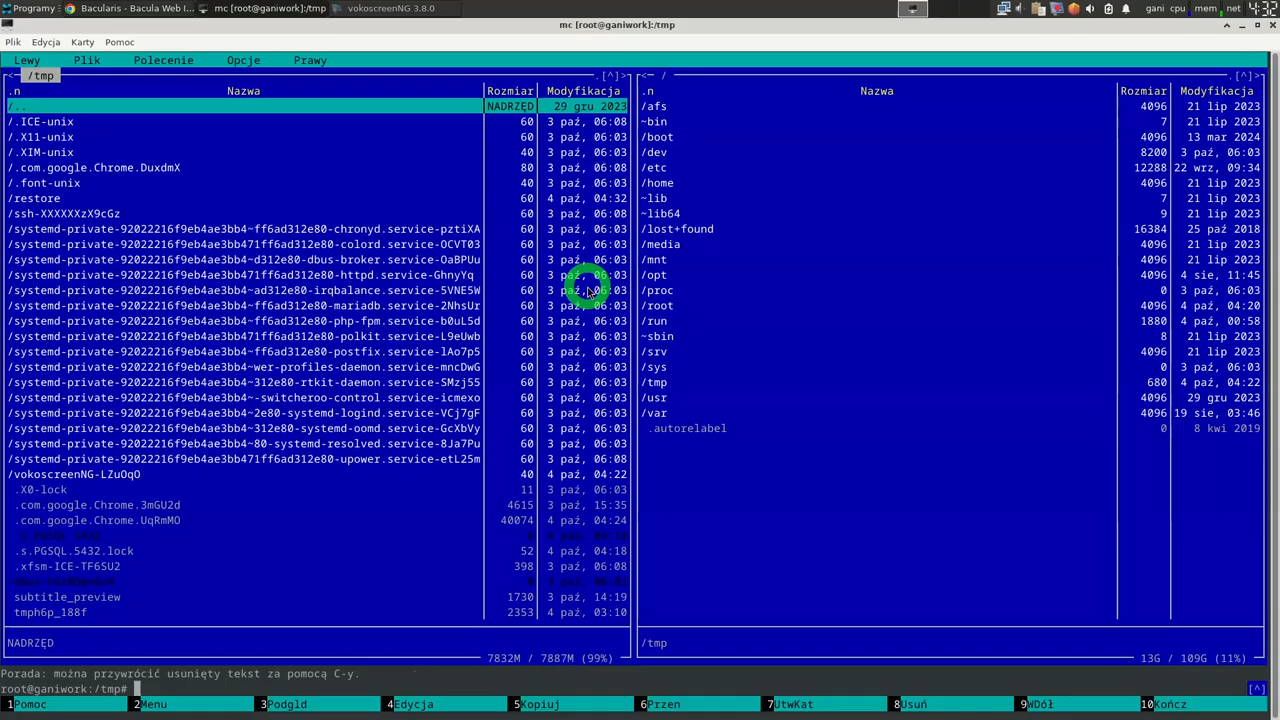 Programy Bacularis - Bacula Web I... mc [root@ganiwork]:/tmp vokoscreenNG 3.8.0 gani cpu mem net
mc [root@ganiwork]:/tmp
Plik Edycja Karty Pomoc
Lewy Plik Polecenie Opcje Prawy
<─ /tmp .[^]> <─ / .[^]>
.n Nazwa Rozmiar Modyfikacja .n Nazwa Rozmiar Modyfikacja
/.. NADRZĘD 29 gru 2023 /afs 4096 21 lip 2023
/.ICE-unix 60 3 paź, 06:08 ~bin 7 21 lip 2023
/.X11-unix 60 3 paź, 06:03 /boot 4096 13 mar 2024
/.XIM-unix 40 3 paź, 06:03 /dev 8200 3 paź, 06:03
/.com.google.Chrome.DuxdmX 80 3 paź, 06:08 /etc 12288 22 wrz, 09:34
/.font-unix 40 3 paź, 06:03 /home 4096 21 lip 2023
/restore 60 4 paź, 04:32 ~lib 7 21 lip 2023
/ssh-XXXXXXzX9cGz 60 3 paź, 06:08 ~lib64 9 21 lip 2023
/systemd-private-92022216f9eb4ae3bb4~ff6ad312e80-chronyd.service-pztiXA 60 3 paź, 06:03 /lost+found 16384 25 paź 2018
/systemd-private-92022216f9eb4ae3bb471ff6ad312e80-colord.service-OCVT03 60 3 paź, 06:03 /media 4096 21 lip 2023
/systemd-private-92022216f9eb4ae3bb4~d312e80-dbus-broker.service-OaBPUu 60 3 paź, 06:03 /mnt 4096 21 lip 2023
/systemd-private-92022216f9eb4ae3bb471ff6ad312e80-httpd.service-GhnyYq 60 3 paź, 06:03 /opt 4096 4 sie, 11:45
/systemd-private-92022216f9eb4ae3bb4~ad312e80-irqbalance.service-5VNE5W 60 3 paź, 06:03 /proc 0 3 paź, 06:03
/systemd-private-92022216f9eb4ae3bb4~ff6ad312e80-mariadb.service-2NhsUr 60 3 paź, 06:03 /root 4096 4 paź, 04:20
/systemd-private-92022216f9eb4ae3bb4~ff6ad312e80-php-fpm.service-b0uL5d 60 3 paź, 06:03 /run 1880 4 paź, 00:58
/systemd-private-92022216f9eb4ae3bb471ff6ad312e80-polkit.service-L9eUwb 60 3 paź, 06:03 ~sbin 8 21 lip 2023
/systemd-private-92022216f9eb4ae3bb4~ff6ad312e80-postfix.service-lAo7p5 60 3 paź, 06:03 /srv 4096 21 lip 2023
/systemd-private-92022216f9eb4ae3bb4~wer-profiles-daemon.service-mncDwG 60 3 paź, 06:03 /sys 0 3 paź, 06:03
/systemd-private-92022216f9eb4ae3bb4~312e80-rtkit-daemon.service-SMzj55 60 3 paź, 06:03 /tmp 680 4 paź, 04:22
/systemd-private-92022216f9eb4ae3bb4~-switcheroo-control.service-icmexo 60 3 paź, 06:03 /usr 4096 29 gru 2023
/systemd-private-92022216f9eb4ae3bb4~2e80-systemd-logind.service-VCj7gF 60 3 paź, 06:03 /var 4096 19 sie, 03:46
/systemd-private-92022216f9eb4ae3bb4~312e80-systemd-oomd.service-GcXbVy 60 3 paź, 06:03 .autorelabel 0 8 kwi 2019
/systemd-private-92022216f9eb4ae3bb4~80-systemd-resolved.service-8Ja7Pu 60 3 paź, 06:03
/systemd-private-92022216f9eb4ae3bb471ff6ad312e80-upower.service-etL25m 60 3 paź, 06:08
/vokoscreenNG-LZuOqO 40 4 paź, 04:22
.X0-lock 11 3 paź, 06:03
.com.google.Chrome.3mGU2d 4615 3 paź, 15:35
.com.google.Chrome.UqRmMO 40074 4 paź, 04:24
.s.PGSQL.5432 0 4 paź, 04:18
.s.PGSQL.5432.lock 52 4 paź, 04:18
.xfsm-ICE-TF6SU2 398 3 paź, 06:08
subtitle_preview 1730 3 paź, 14:19
tmph6p_188f 2353 4 paź, 03:10
NADRZĘD /tmp
7832M / 7887M (99%) 13G / 109G (11%)
Porada: można przywrócić usunięty tekst za pomocą C-y.
root@ganiwork:/tmp# [^]
1Pomoc 2Menu 3Podgld 4Edycja 5Kopiuj 6Przen 7UtwKat 8Usuń 9WDół 10Kończ